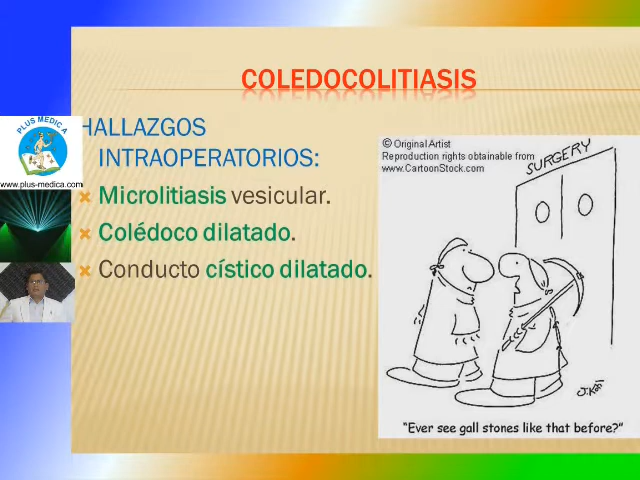 COLEDOCOLITIASIS
PLUS MEDICA
www.plus-medica.com
HALLAZGOS
INTRAOPERATORIOS:
Microlitiasis vesicular.
Colédoco dilatado.
Conducto cístico dilatado.
© Original Artist
Reproduction rights obtainable from
www.CartoonStock.com
SURGERY
"Ever see gall stones like that before?"